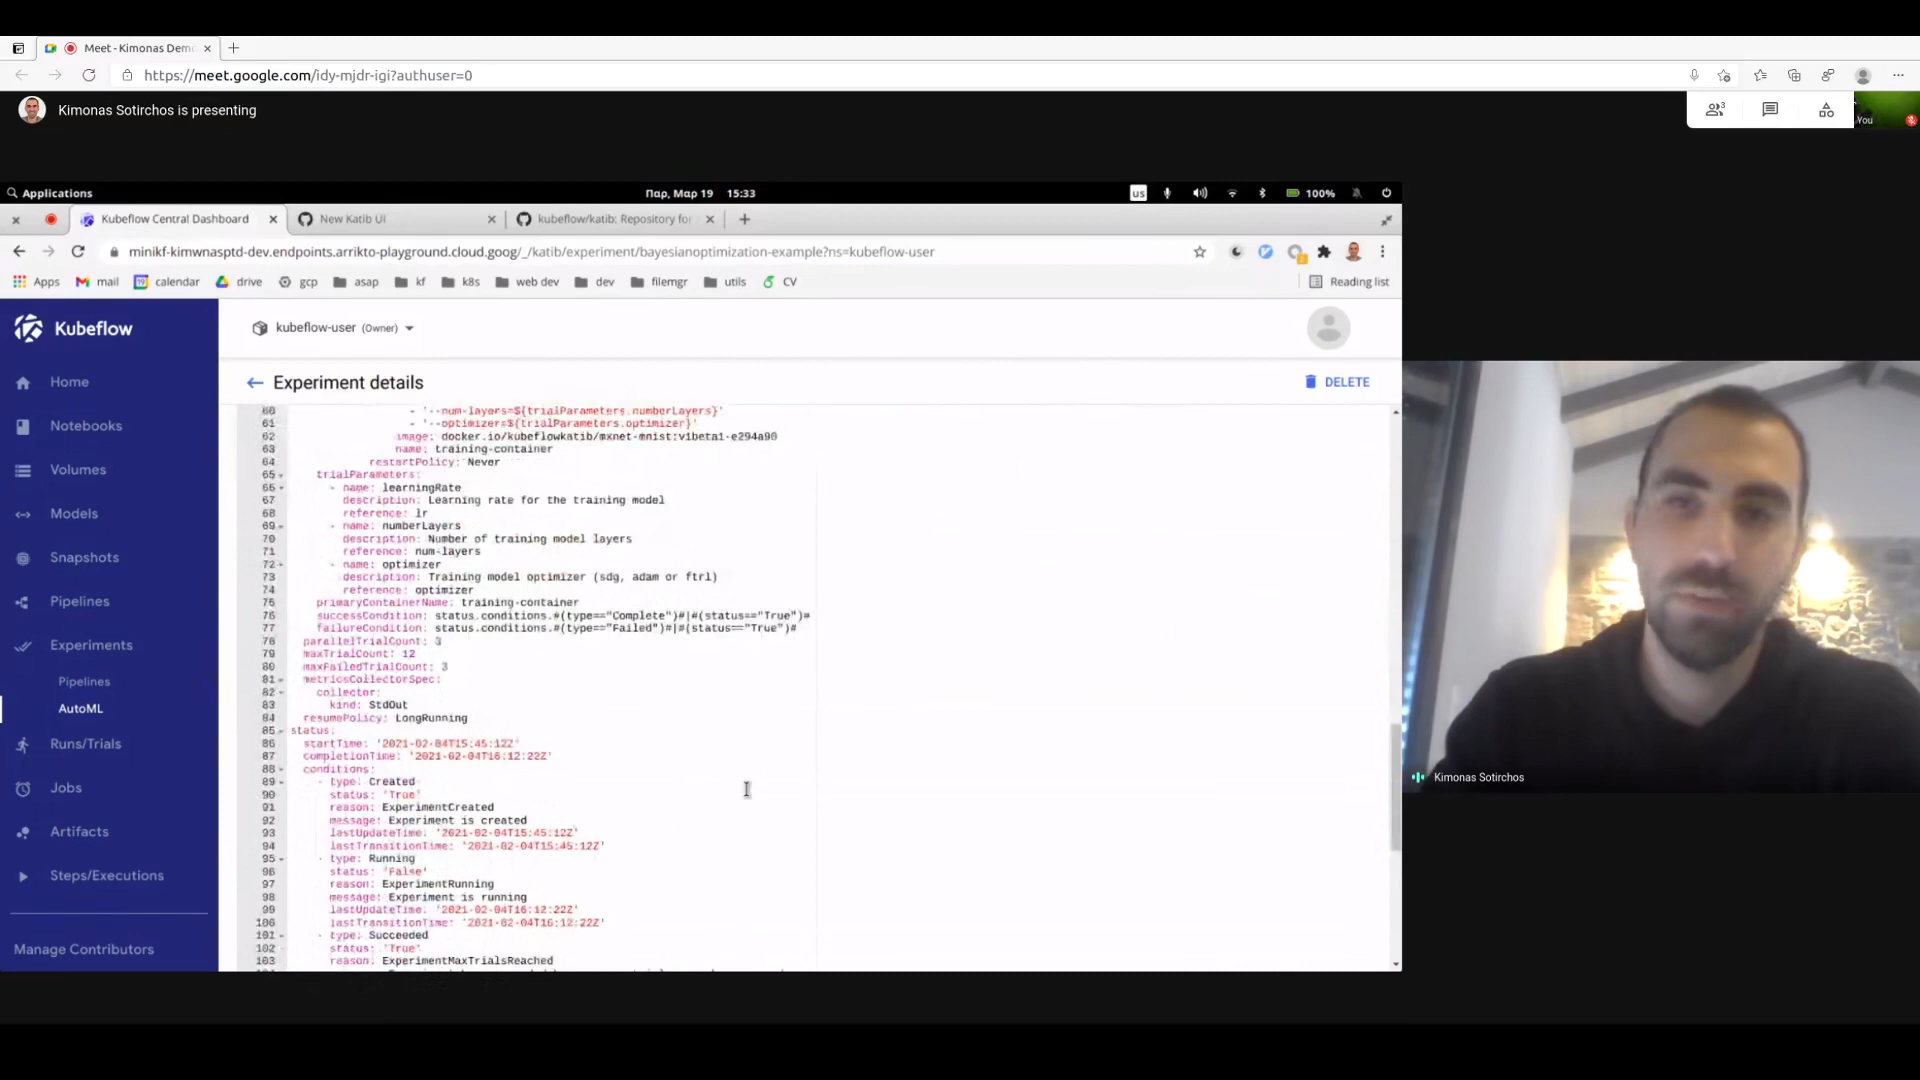 Meet - Kimonas Dem
https://meet.google.com/idy-mjdr-igi?authuser=0
Kimonas Sotirchos is presenting
3
You
Applications
Παρ, Μαρ 19 15:33
us
100%
Kubeflow Central Dashboard
New Katib UI
kubeflow/katib: Repository for
minikf-kimwnasptd-dev.endpoints.arrikto-playground.cloud.goog/_/katib/experiment/bayesianoptimization-example?ns=kubeflow-user
Apps mail calendar drive gcp asap kf k8s web dev dev filemgr utils CV Reading list
Kubeflow
kubeflow-user (Owner)
Experiment details
DELETE
Home
Notebooks
Volumes
Models
Snapshots
Pipelines
Experiments
Pipelines
AutoML
Runs/Trials
Jobs
Artifacts
Steps/Executions
Manage Contributors
60 - '--num-layers=${trialParameters.numberLayers}'
61 - '--optimizer=${trialParameters.optimizer}'
62 image: docker.io/kubeflowkatib/mxnet-mnist:v1beta1-e294a90
63 name: training-container
64 restartPolicy: Never
65 trialParameters:
66 - name: learningRate
67 description: Learning rate for the training model
68 reference: lr
69 - name: numberLayers
70 description: Number of training model layers
71 reference: num-layers
72 - name: optimizer
73 description: Training model optimizer (sdg, adam or ftrl)
74 reference: optimizer
75 primaryContainerName: training-container
76 successCondition: status.conditions.#(type=="Complete")#|#(status=="True")#
77 failureCondition: status.conditions.#(type=="Failed")#|#(status=="True")#
78 parallelTrialCount: 3
79 maxTrialCount: 12
80 maxFailedTrialCount: 3
81 metricsCollectorSpec:
82 collector:
83 kind: StdOut
84 resumePolicy: LongRunning
85 status:
86 startTime: '2021-02-04T15:45:12Z'
87 completionTime: '2021-02-04T16:12:22Z'
88 conditions:
89 - type: Created
90 status: 'True'
91 reason: ExperimentCreated
92 message: Experiment is created
93 lastUpdateTime: '2021-02-04T15:45:12Z'
94 lastTransitionTime: '2021-02-04T15:45:12Z'
95 - type: Running
96 status: 'False'
97 reason: ExperimentRunning
98 message: Experiment is running
99 lastUpdateTime: '2021-02-04T16:12:22Z'
100 lastTransitionTime: '2021-02-04T16:12:22Z'
101 - type: Succeeded
102 status: 'True'
103 reason: ExperimentMaxTrialsReached
Kimonas Sotirchos